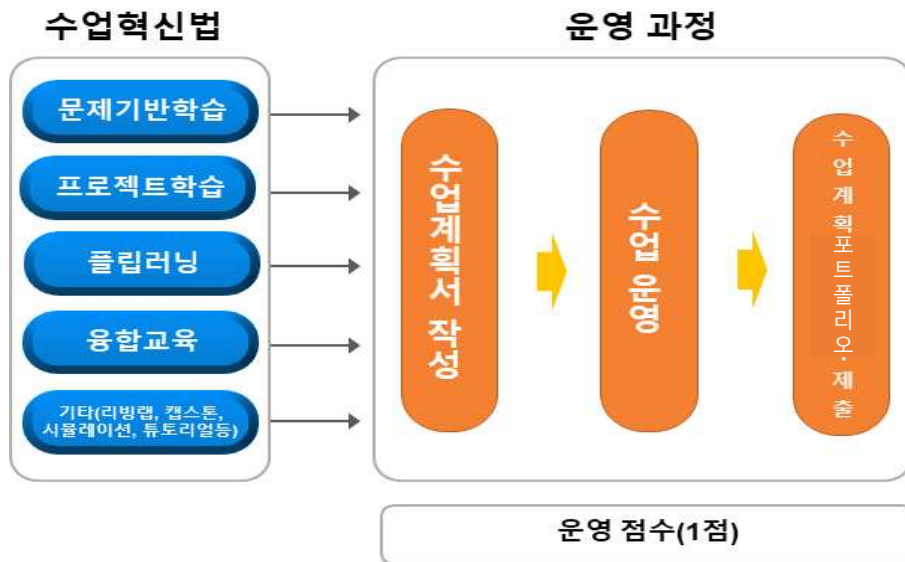 수업혁신법
운영 과정
문제기반학습
프로젝트학습
플립러닝
융합교육
기타(리빙랩, 캡스톤,
시뮬레이션, 튜토리얼등)
수업계획서 작성
수업 운영
수업계획포트폴리오·제출
운영 점수(1점)